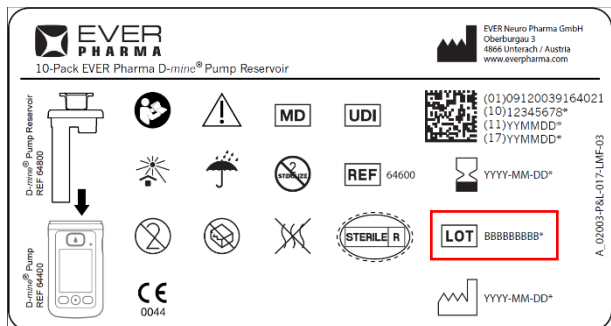 EVER
PHARMA
10-Pack EVER Pharma D-mine® Pump Reservoir
EVER Neuro Pharma GmbH
Oberburgau 3
4866 Unterach / Austria
www.everpharma.com
D-mine® Pump Reservoir
REF 64800
MD
UDI
(01)09120039164021
(10)12345678*
(11)YYMMDD*
(17)YYMMDD*
STERILIZE
REF 64600
YYYY-MM-DD*
D-mine® Pump
REF 64400
STERILE R
LOT BBBBBBBBB*
CE
0044
YYYY-MM-DD*
A_02003-P&L-017-LMF-03